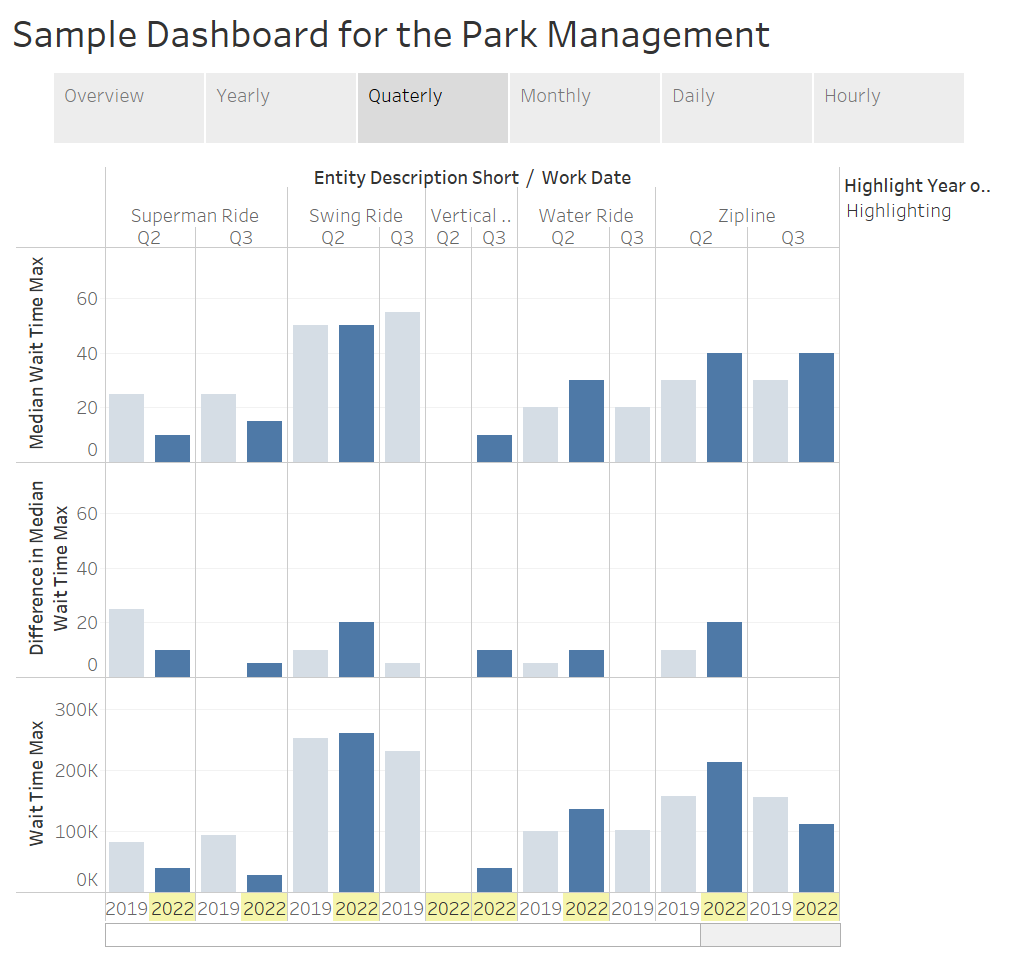 Sample Dashboard for the Park Management
Overview Yearly Quaterly Monthly Daily Hourly
Entity Description Short / Work Date
Highlight Year o..
Highlighting
Superman Ride Swing Ride Vertical .. Water Ride Zipline
Q2 Q3 Q2 Q3 Q2 Q3 Q2 Q3 Q2 Q3
Median Wait Time Max
60
40
20
0
Difference in Median
Wait Time Max
60
40
20
0
Wait Time Max
300K
200K
100K
0K
2019 2022 2019 2022 2019 2022 2019 2022 2022 2019 2022 2019 2019 2022 2019 2022